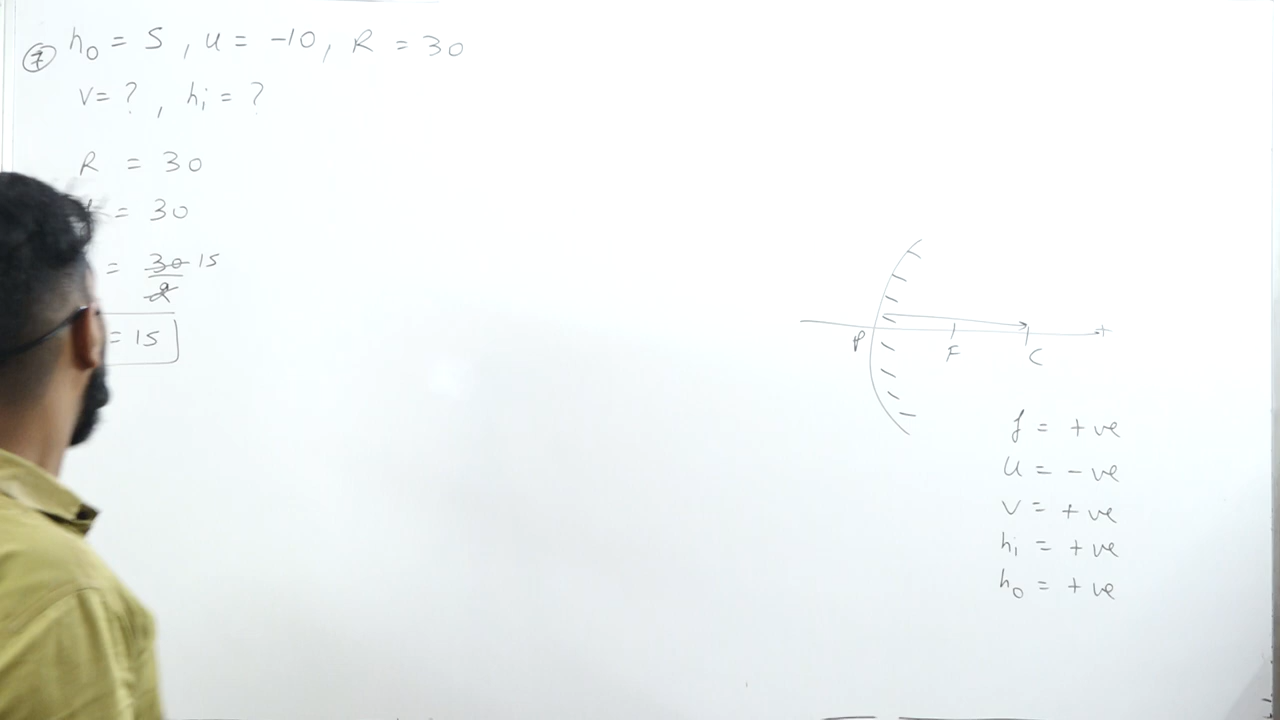 7 h₀ = 5 , u = -10, R = 30
v = ? , hᵢ = ?
R = 30
= 30
= 30/2 15
= 15
P F C +
f = +ve
u = -ve
v = +ve
hᵢ = +ve
h₀ = +ve